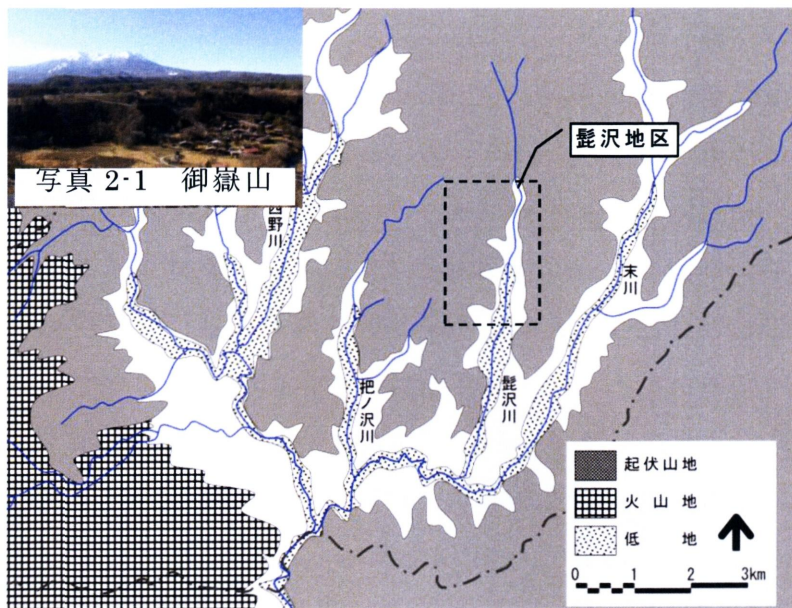 写真 2-1 御嶽山
髭沢地区
西野川
末川
把ノ沢川
髭沢川
起伏山地
火山地
低地
0 1 2 3km